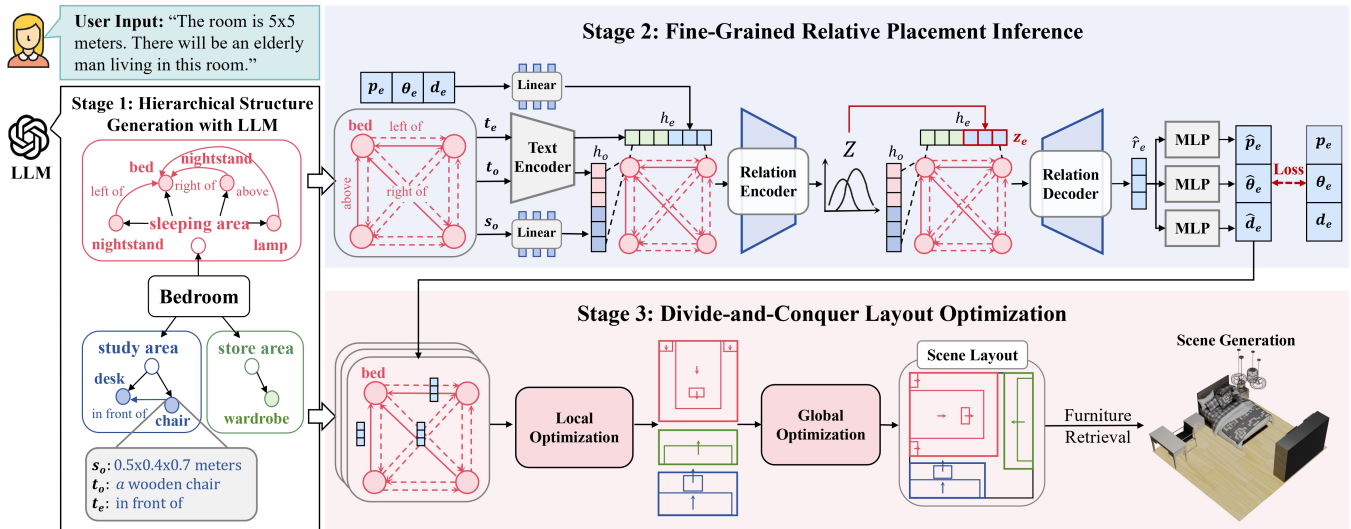 User Input: “The room is 5x5
meters. There will be an elderly
man living in this room.”
LLM
Stage 1: Hierarchical Structure
Generation with LLM
nightstand
bed
left of
right of
above
sleeping area
nightstand
lamp
Bedroom
study area
store area
desk
in front of
chair
wardrobe
s_o: 0.5x0.4x0.7 meters
t_o: a wooden chair
t_e: in front of
Stage 2: Fine-Grained Relative Placement Inference
p_e θ_e d_e
Linear
bed
left of
above
right of
t_e
t_o
s_o
Text
Encoder
Linear
h_e
h_o
Relation
Encoder
Z
h_e
z_e
h_o
Relation
Decoder
r̂_e
MLP
MLP
MLP
p̂_e
θ̂_e
d̂_e
Loss
p_e
θ_e
d_e
Stage 3: Divide-and-Conquer Layout Optimization
bed
Local
Optimization
Global
Optimization
Scene Layout
Furniture
Retrieval
Scene Generation